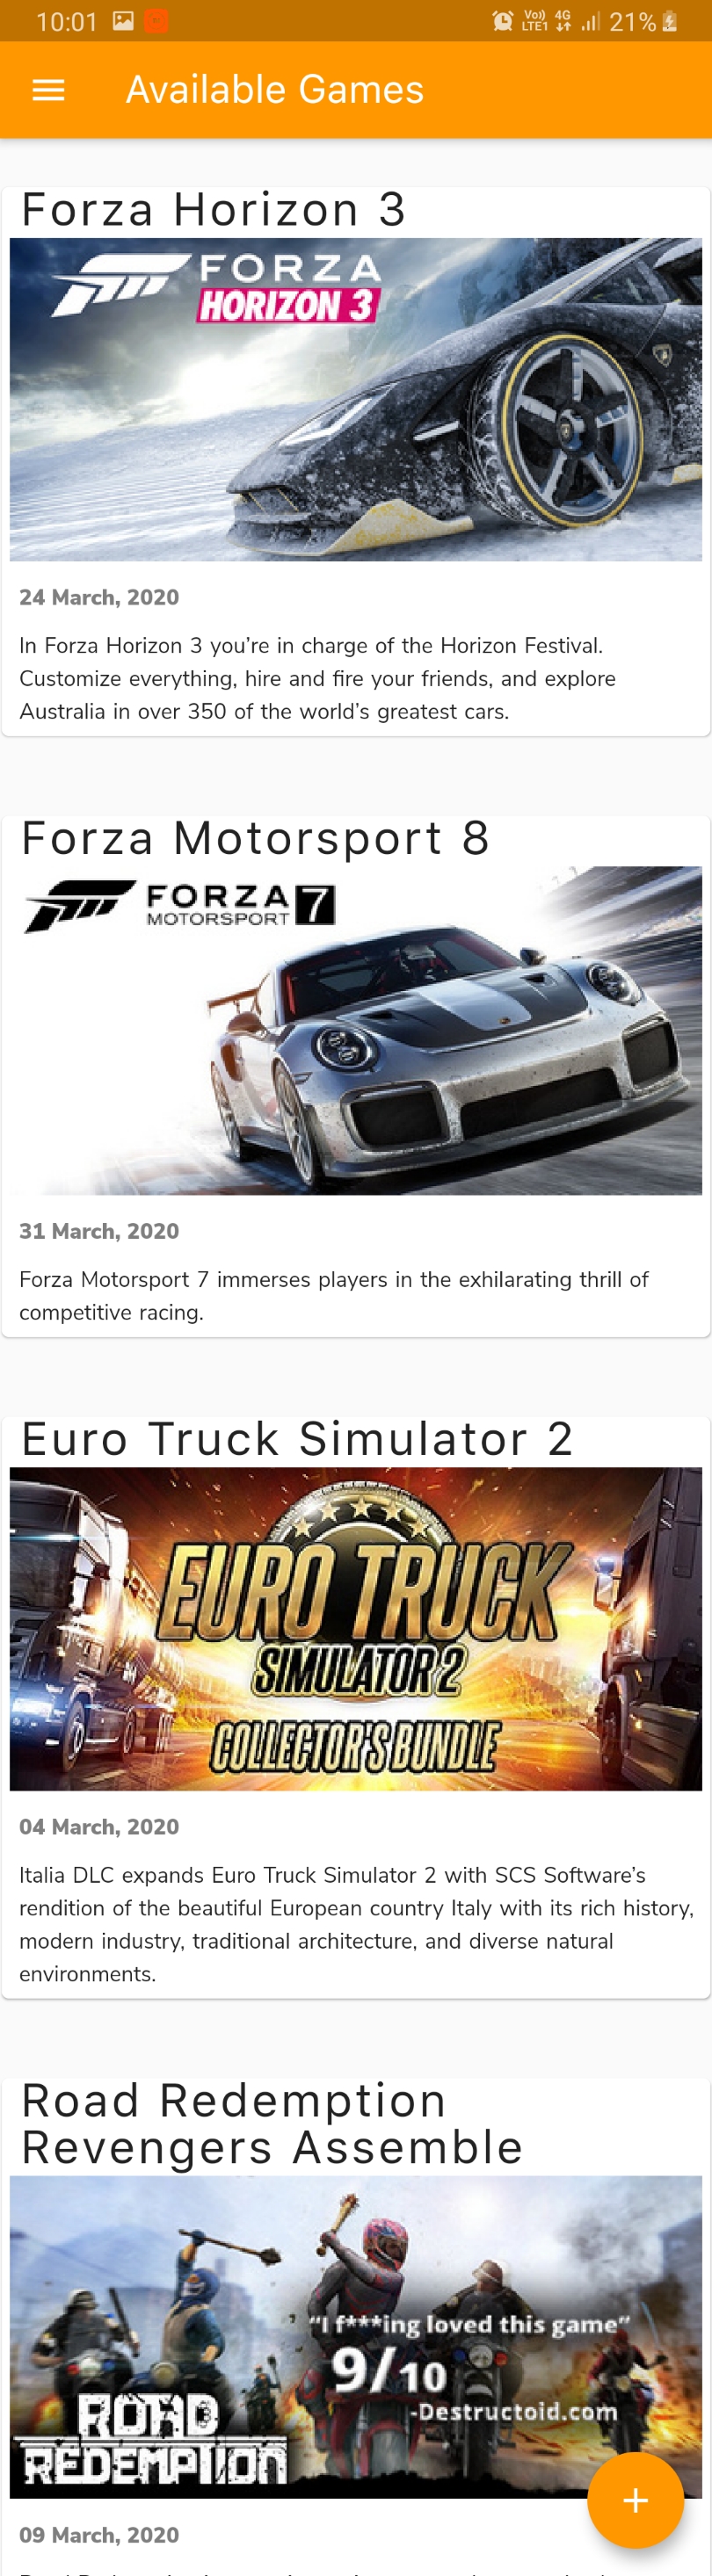 10:01 Vo)) LTE1 4G 21%
Available Games
Forza Horizon 3
FORZA
HORIZON 3
24 March, 2020
In Forza Horizon 3 you’re in charge of the Horizon Festival.
Customize everything, hire and fire your friends, and explore
Australia in over 350 of the world’s greatest cars.
Forza Motorsport 8
FORZA
MOTORSPORT 7
31 March, 2020
Forza Motorsport 7 immerses players in the exhilarating thrill of
competitive racing.
Euro Truck Simulator 2
EURO TRUCK
SIMULATOR 2
COLLECTOR'S BUNDLE
04 March, 2020
Italia DLC expands Euro Truck Simulator 2 with SCS Software’s
rendition of the beautiful European country Italy with its rich history,
modern industry, traditional architecture, and diverse natural
environments.
Road Redemption
Revengers Assemble
“I f***ing loved this game”
9/10
-Destructoid.com
ROAD
REDEMPTION
+
09 March, 2020